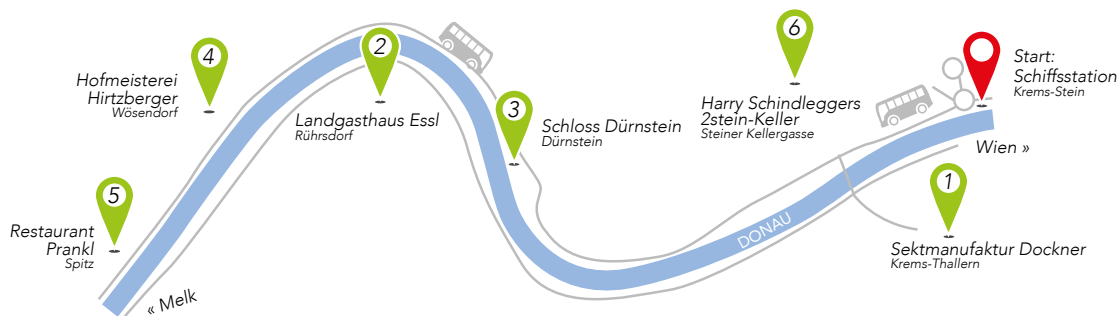 4
Hofmeisterei
Hirtzberger
Wösendorf
2
Landgasthaus Essl
Rührsdorf
3
Schloss Dürnstein
Dürnstein
6
Harry Schindleggers
2stein-Keller
Steiner Kellergasse
Start:
Schiffsstation
Krems-Stein
Wien »
1
Sektmanufaktur Dockner
Krems-Thallern
DONAU
5
Restaurant
Prankl
Spitz
« Melk